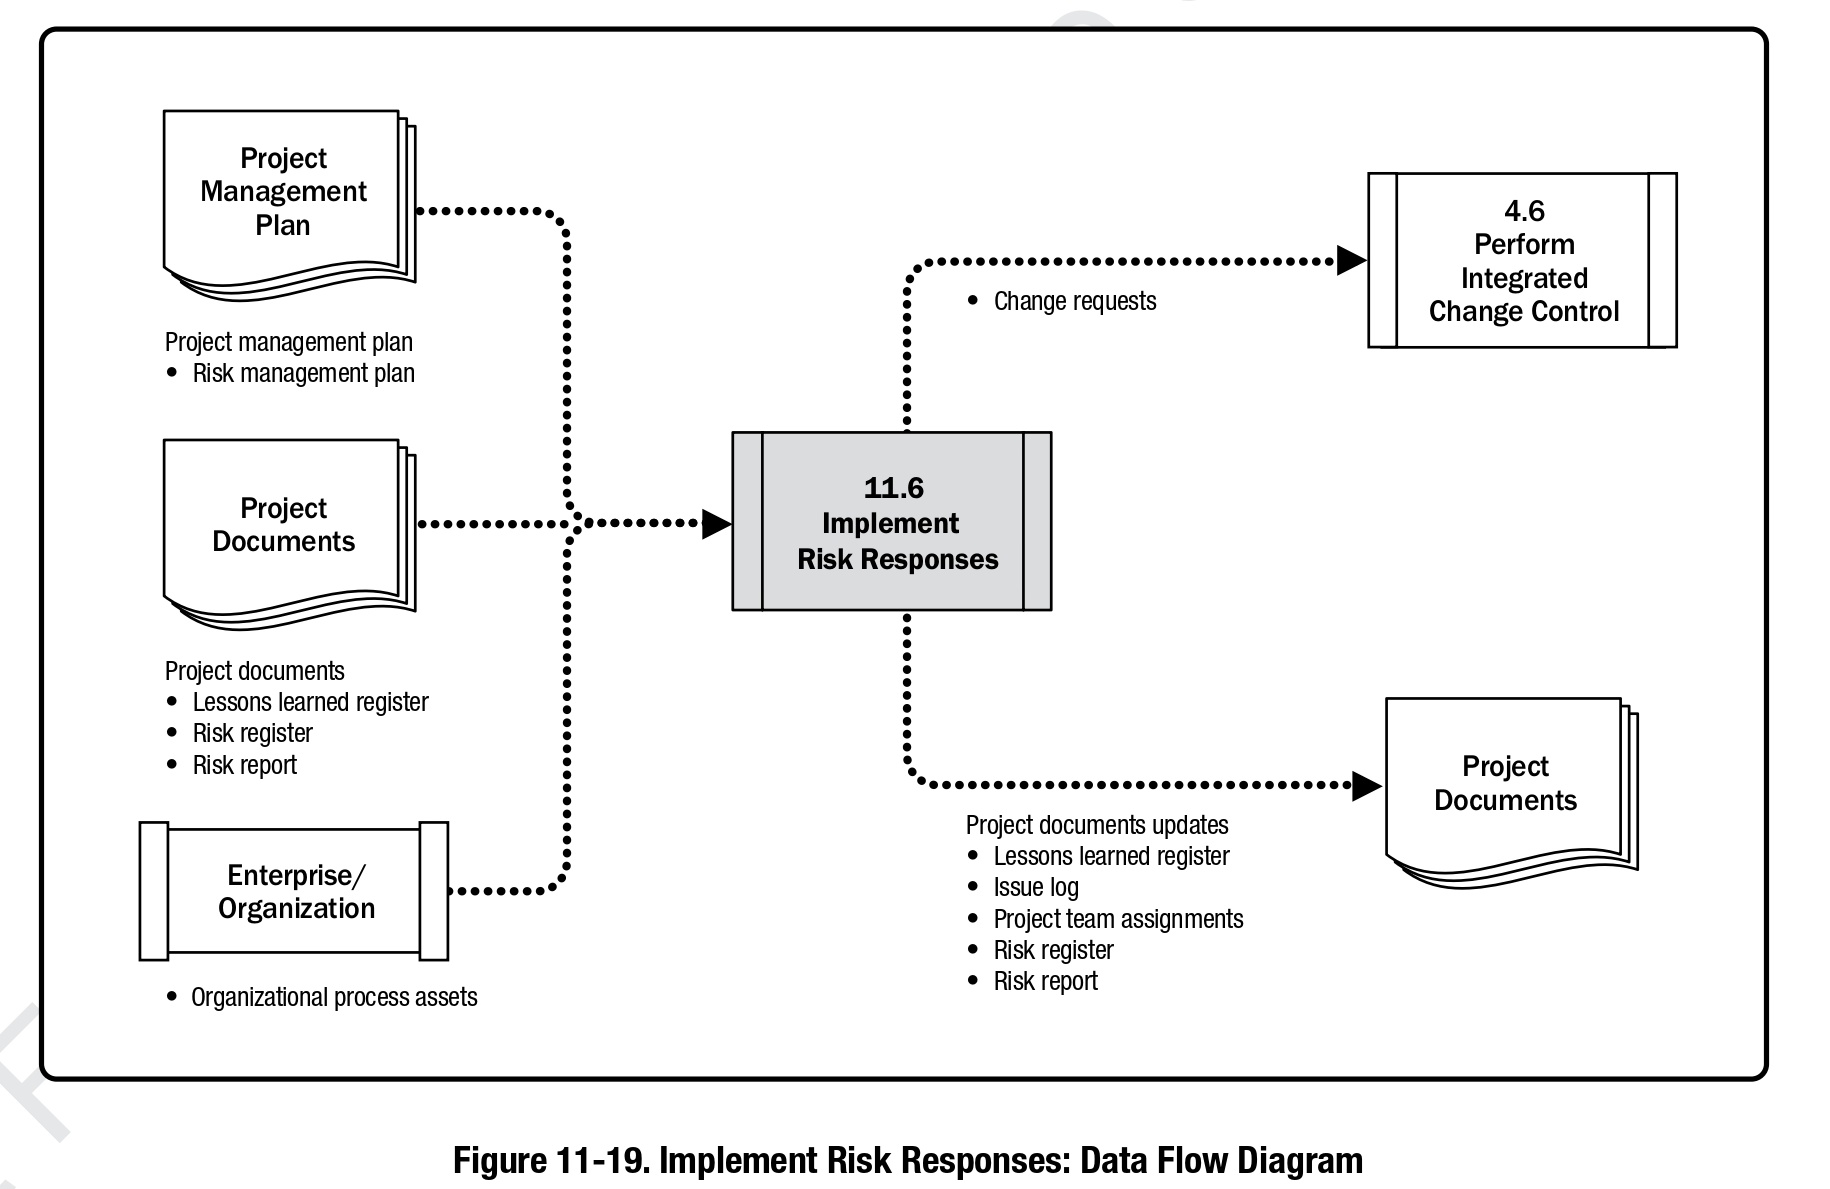 Project
Management
Plan
Project management plan
• Risk management plan
Project
Documents
Project documents
• Lessons learned register
• Risk register
• Risk report
Enterprise/
Organization
• Organizational process assets
11.6
Implement
Risk Responses
• Change requests
4.6
Perform
Integrated
Change Control
Project documents updates
• Lessons learned register
• Issue log
• Project team assignments
• Risk register
• Risk report
Project
Documents
Figure 11-19. Implement Risk Responses: Data Flow Diagram